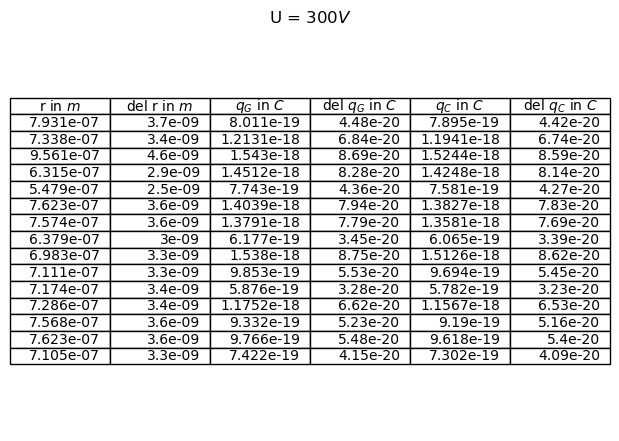 U = 300V
r in m del r in m q_G in C del q_G in C q_C in C del q_C in C
7.931e-07 3.7e-09 8.011e-19 4.48e-20 7.895e-19 4.42e-20
7.338e-07 3.4e-09 1.2131e-18 6.84e-20 1.1941e-18 6.74e-20
9.561e-07 4.6e-09 1.543e-18 8.69e-20 1.5244e-18 8.59e-20
6.315e-07 2.9e-09 1.4512e-18 8.28e-20 1.4248e-18 8.14e-20
5.479e-07 2.5e-09 7.743e-19 4.36e-20 7.581e-19 4.27e-20
7.623e-07 3.6e-09 1.4039e-18 7.94e-20 1.3827e-18 7.83e-20
7.574e-07 3.6e-09 1.3791e-18 7.79e-20 1.3581e-18 7.69e-20
6.379e-07 3e-09 6.177e-19 3.45e-20 6.065e-19 3.39e-20
6.983e-07 3.3e-09 1.538e-18 8.75e-20 1.5126e-18 8.62e-20
7.111e-07 3.3e-09 9.853e-19 5.53e-20 9.694e-19 5.45e-20
7.174e-07 3.4e-09 5.876e-19 3.28e-20 5.782e-19 3.23e-20
7.286e-07 3.4e-09 1.1752e-18 6.62e-20 1.1567e-18 6.53e-20
7.568e-07 3.6e-09 9.332e-19 5.23e-20 9.19e-19 5.16e-20
7.623e-07 3.6e-09 9.766e-19 5.48e-20 9.618e-19 5.4e-20
7.105e-07 3.3e-09 7.422e-19 4.15e-20 7.302e-19 4.09e-20